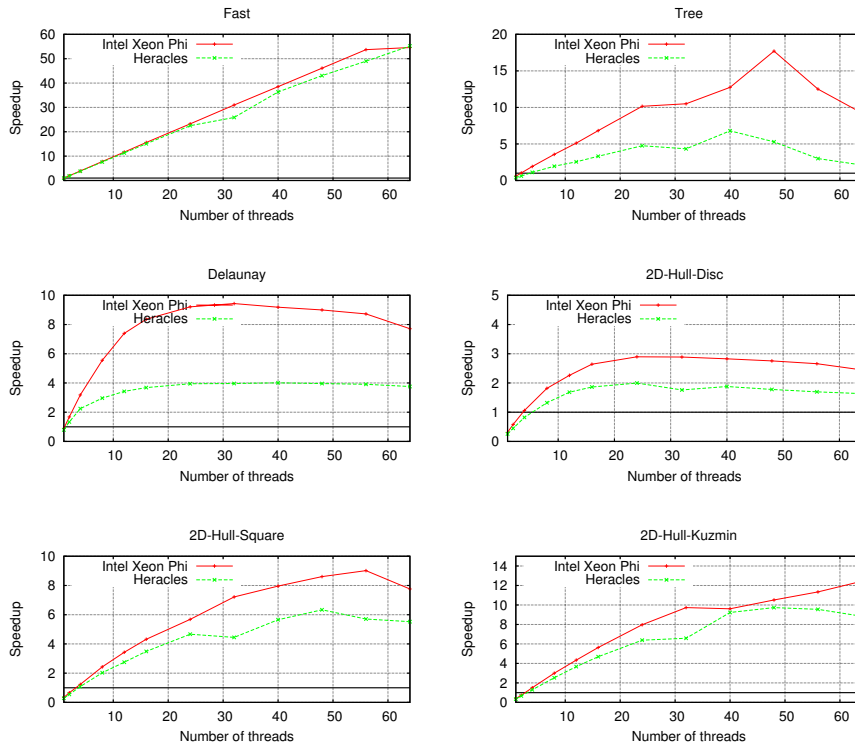 Fast
Intel Xeon Phi
Heracles
Speedup
60
50
40
30
20
10
0
10 20 30 40 50 60
Number of threads
Tree
Intel Xeon Phi
Heracles
Speedup
20
15
10
5
0
10 20 30 40 50 60
Number of threads
Delaunay
Intel Xeon Phi
Heracles
Speedup
10
8
6
4
2
0
10 20 30 40 50 60
Number of threads
2D-Hull-Disc
Intel Xeon Phi
Heracles
Speedup
5
4
3
2
1
0
10 20 30 40 50 60
Number of threads
2D-Hull-Square
Intel Xeon Phi
Heracles
Speedup
10
8
6
4
2
0
10 20 30 40 50 60
Number of threads
2D-Hull-Kuzmin
Intel Xeon Phi
Heracles
Speedup
14
12
10
8
6
4
2
0
10 20 30 40 50 60
Number of threads